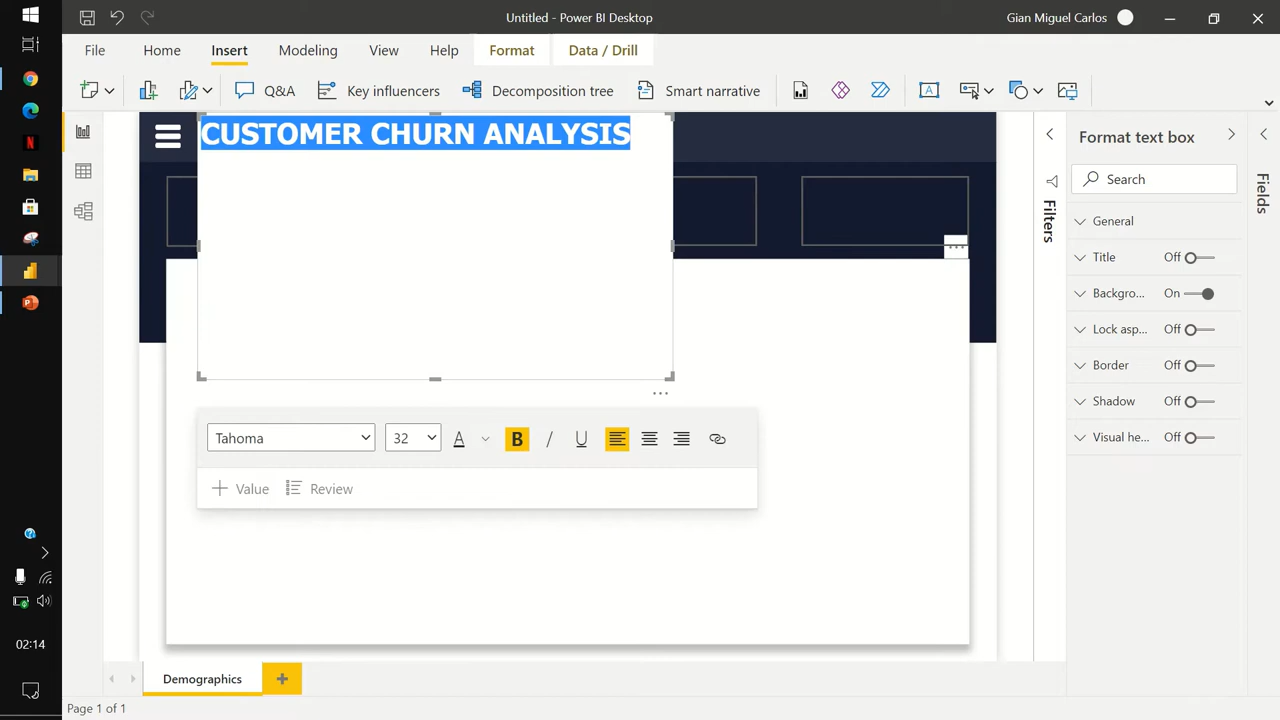 Untitled - Power BI Desktop
Gian Miguel Carlos
File
Home
Insert
Modeling
View
Help
Format
Data / Drill
Q&A
Key influencers
Decomposition tree
Smart narrative
CUSTOMER CHURN ANALYSIS
Filters
Format text box
Search
General
Title
Off
Backgro...
On
Lock asp...
Off
Border
Off
Shadow
Off
Visual he...
Off
Fields
Tahoma
32
A
B
I
U
Value
Review
02:14
Demographics
Page 1 of 1